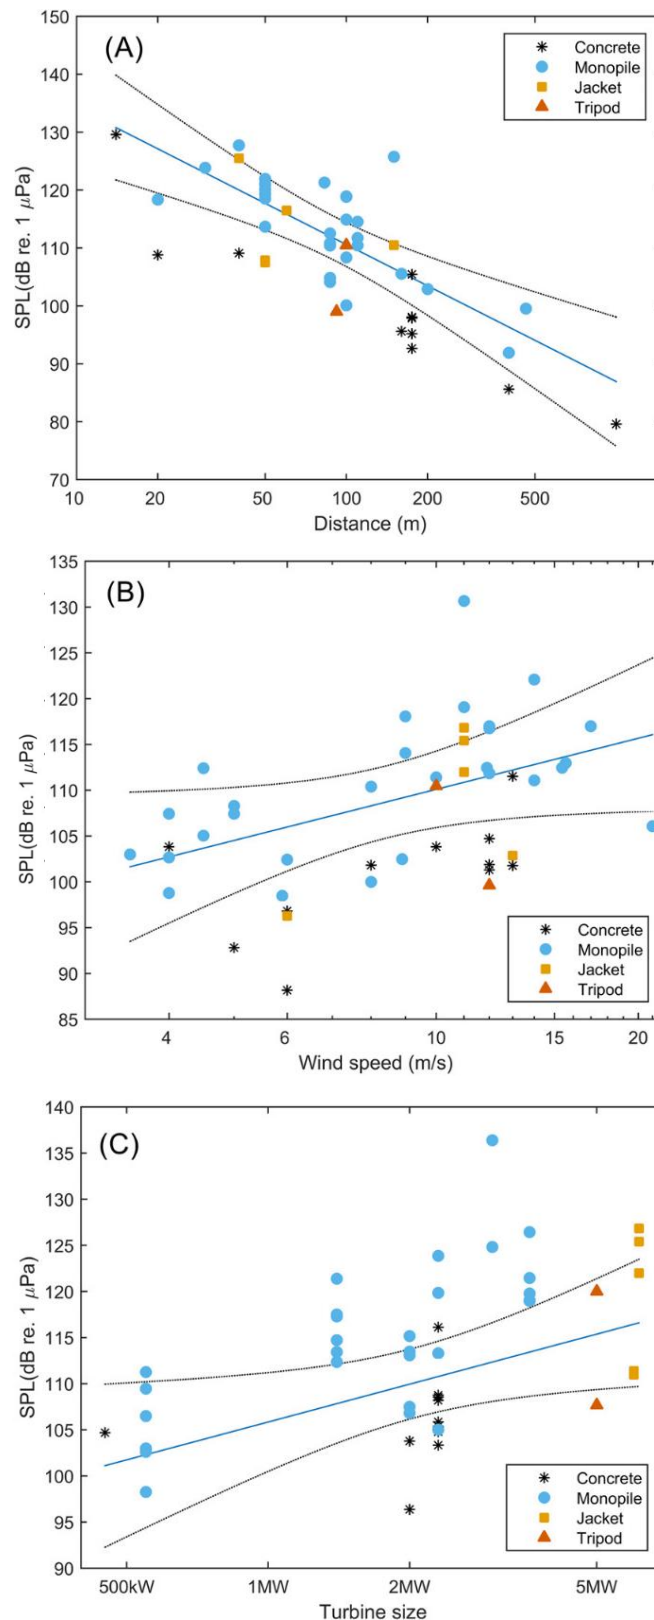 (A)
Concrete
Monopile
Jacket
Tripod
150
140
130
120
110
100
90
80
70
SPL(dB re. 1 μPa)
10 20 50 100 200 500
Distance (m)
(B)
135
130
125
120
115
110
105
100
95
90
85
SPL(dB re. 1 μPa)
Concrete
Monopile
Jacket
Tripod
4 6 10 15 20
Wind speed (m/s)
(C)
140
135
130
125
120
115
110
105
100
95
90
SPL(dB re. 1 μPa)
Concrete
Monopile
Jacket
Tripod
500kW 1MW 2MW 5MW
Turbine size